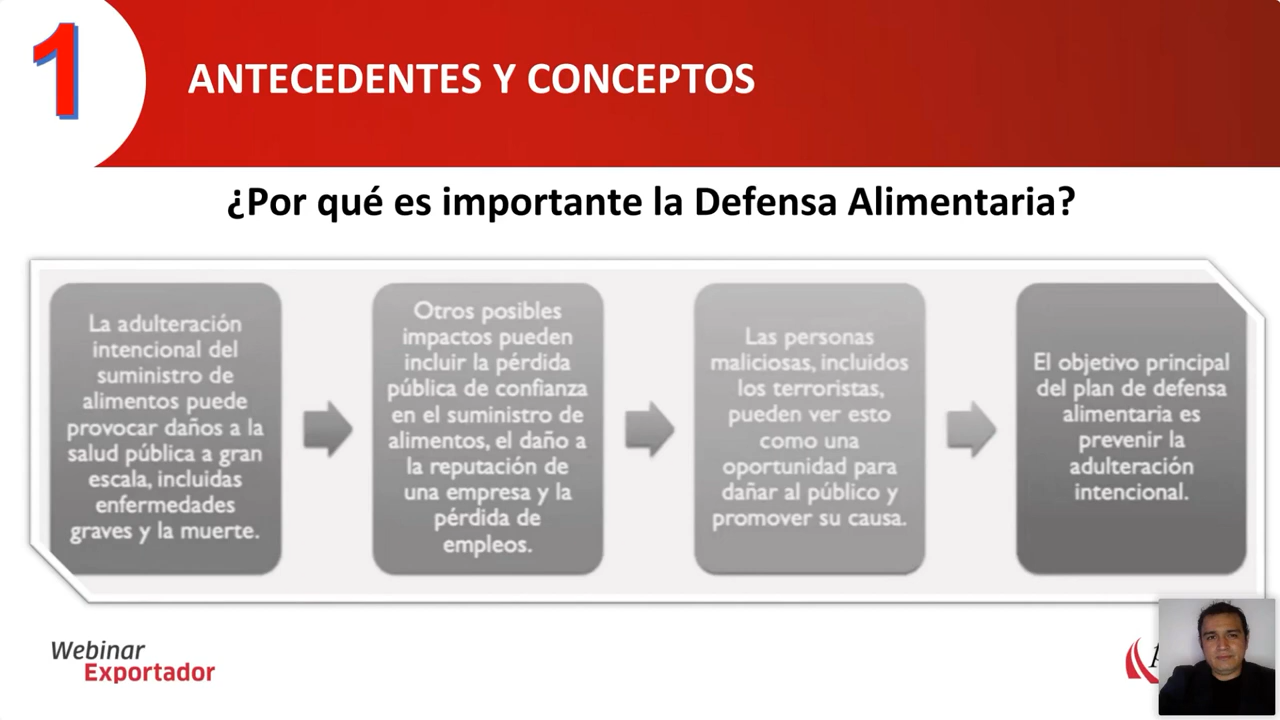 1
ANTECEDENTES Y CONCEPTOS
¿Por qué es importante la Defensa Alimentaria?
La adulteración
intencional del
suministro de
alimentos puede
provocar daños a la
salud pública a gran
escala, incluidas
enfermedades
graves y la muerte.
Otros posibles
impactos pueden
incluir la pérdida
pública de confianza
en el suministro de
alimentos, el daño a
la reputación de
una empresa y la
pérdida de
empleos.
Las personas
maliciosas, incluidos
los terroristas,
pueden ver esto
como una
oportunidad para
dañar al público y
promover su causa.
El objetivo principal
del plan de defensa
alimentaria es
prevenir la
adulteración
intencional.
Webinar
Exportador